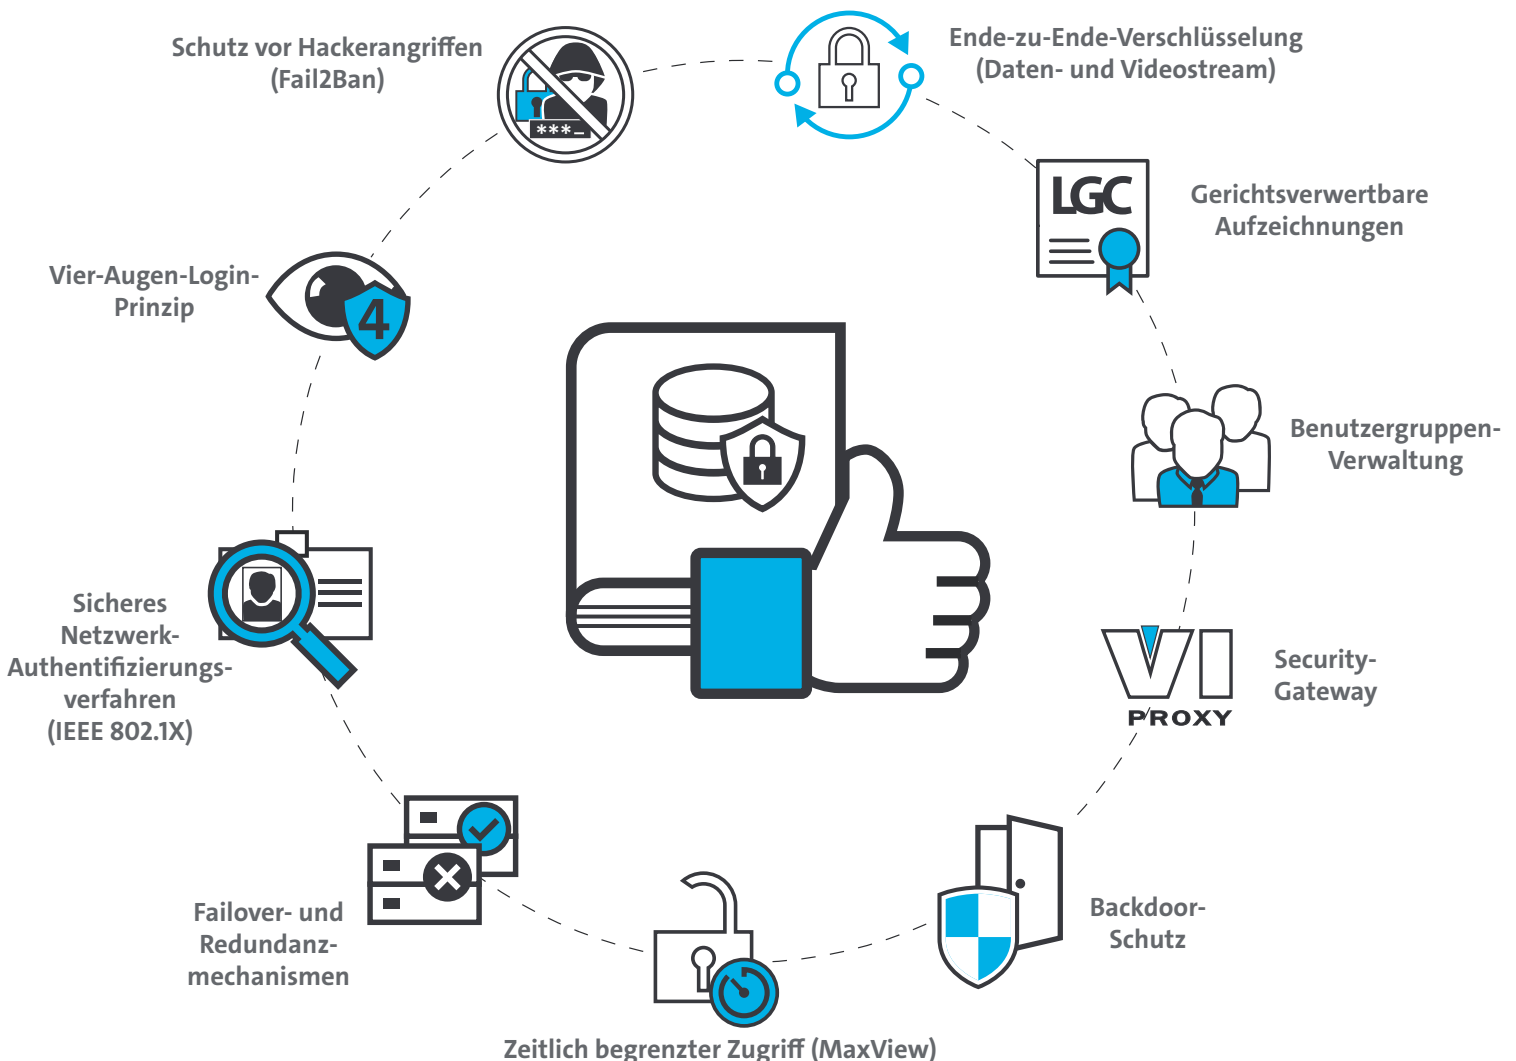 Schutz vor Hackerangriffen
(Fail2Ban)
***_
Ende-zu-Ende-Verschlüsselung
(Daten- und Videostream)
LGC
Gerichtsverwertbare
Aufzeichnungen
Benutzergruppen-
Verwaltung
VI
PROXY
Security-
Gateway
Backdoor-
Schutz
Zeitlich begrenzter Zugriff (MaxView)
Failover- und
Redundanz-
mechanismen
Sicheres
Netzwerk-
Authentifizierungs-
verfahren
(IEEE 802.1X)
Vier-Augen-Login-
Prinzip
4